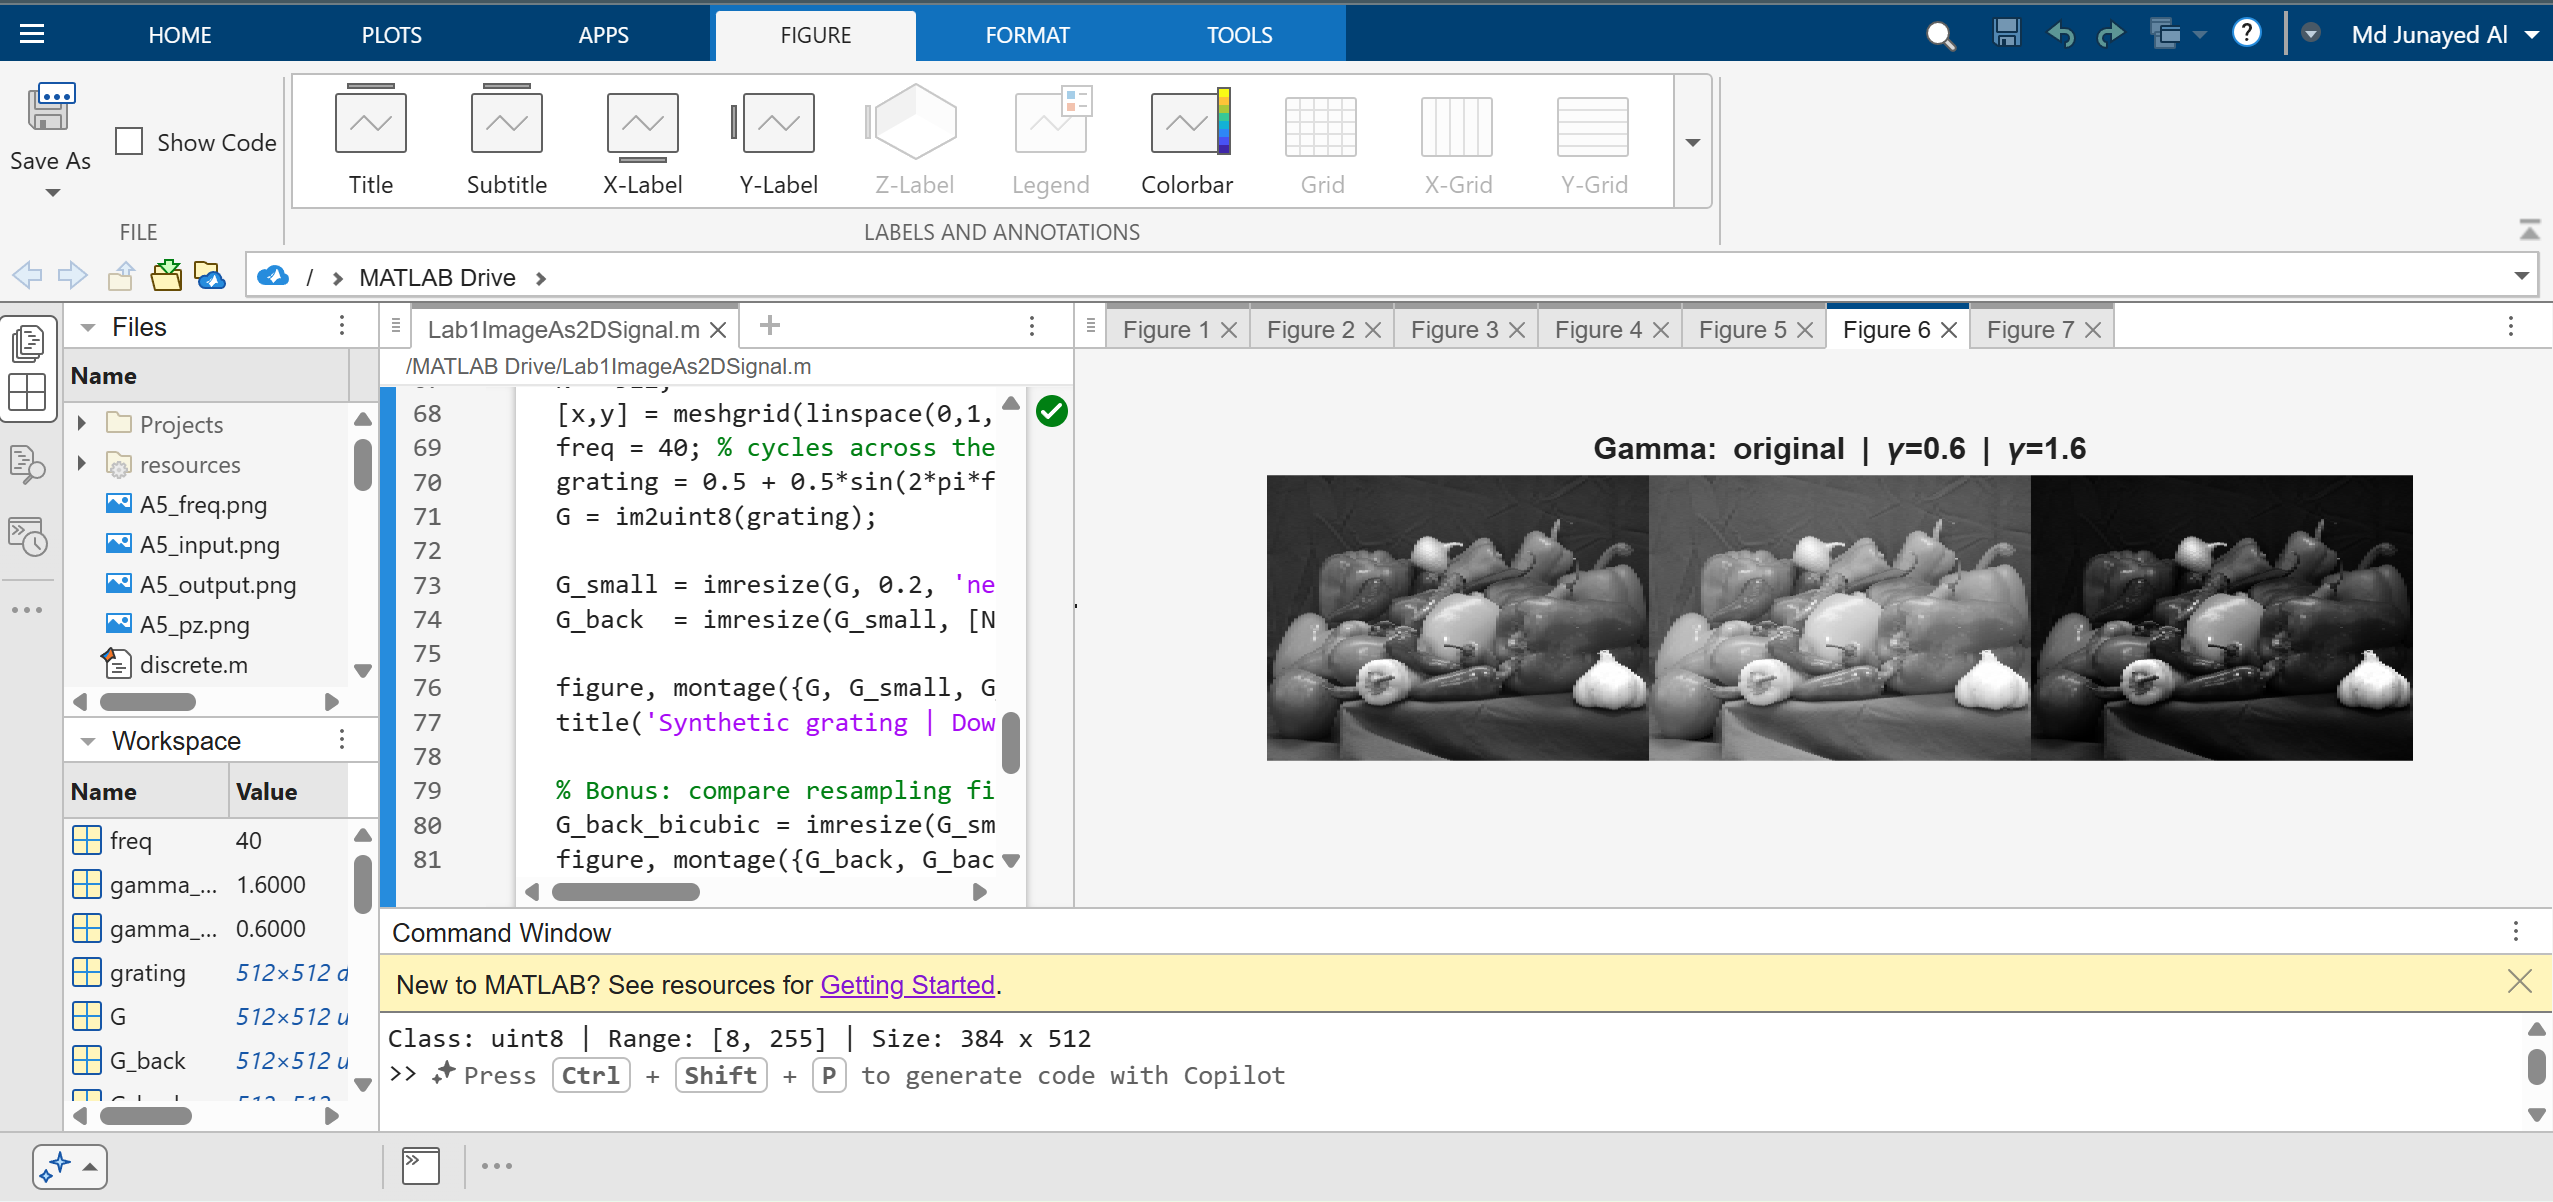 HOME PLOTS APPS FIGURE FORMAT TOOLS Md Junayed Al
Save As
Show Code
FILE
Title Subtitle X-Label Y-Label Z-Label Legend Colorbar Grid X-Grid Y-Grid
LABELS AND ANNOTATIONS
/ › MATLAB Drive ›
Files
Name
Projects
resources
A5_freq.png
A5_input.png
A5_output.png
A5_pz.png
discrete.m
Workspace
Name Value
freq 40
gamma_... 1.6000
gamma_... 0.6000
grating 512×512 d
G 512×512 u
G_back 512×512 u
Lab1ImageAs2DSignal.m
/MATLAB Drive/Lab1ImageAs2DSignal.m
68 [x,y] = meshgrid(linspace(0,1,
69 freq = 40; % cycles across the
70 grating = 0.5 + 0.5*sin(2*pi*f
71 G = im2uint8(grating);
72
73 G_small = imresize(G, 0.2, 'ne
74 G_back = imresize(G_small, [N
75
76 figure, montage({G, G_small, G
77 title('Synthetic grating | Dow
78
79 % Bonus: compare resampling fi
80 G_back_bicubic = imresize(G_sm
81 figure, montage({G_back, G_bac
Figure 1 Figure 2 Figure 3 Figure 4 Figure 5 Figure 6 Figure 7
Gamma: original | γ=0.6 | γ=1.6
Command Window
New to MATLAB? See resources for Getting Started.
Class: uint8 | Range: [8, 255] | Size: 384 x 512
>> Press Ctrl + Shift + P to generate code with Copilot